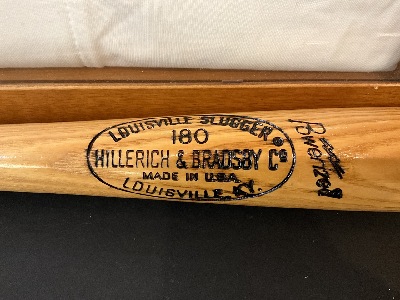 LOUISVILLE SLUGGER®
180
HILLERICH & BRADSBY Co
MADE IN U.S.A.
LOUISVILLE, KY.
Powerized